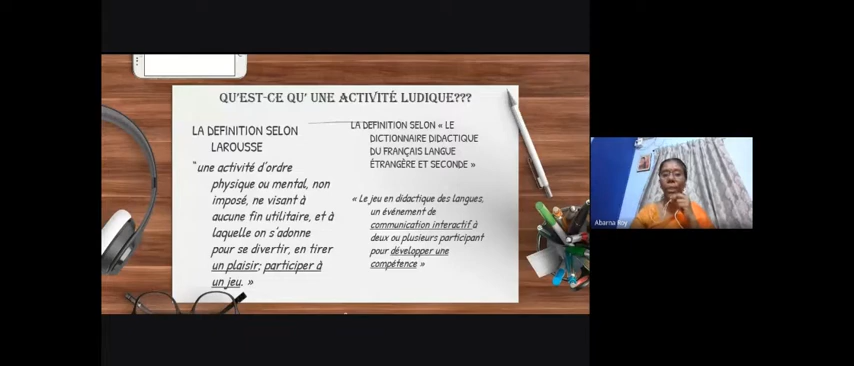 QU'EST-CE QU' UNE ACTIVITÉ LUDIQUE???
LA DEFINITION SELON
LAROUSSE
"une activité d'ordre
physique ou mental, non
imposé, ne visant à
aucune fin utilitaire, et à
laquelle on s'adonne
pour se divertir, en tirer
un plaisir; participer à
un jeu. »
LA DEFINITION SELON « LE
DICTIONNAIRE DIDACTIQUE
DU FRANÇAIS LANGUE
ÉTRANGÈRE ET SECONDE »
« Le jeu en didactique des langues,
un événement de
communication interactif à
deux ou plusieurs participant
pour développer une
compétence »
Abarna Roy